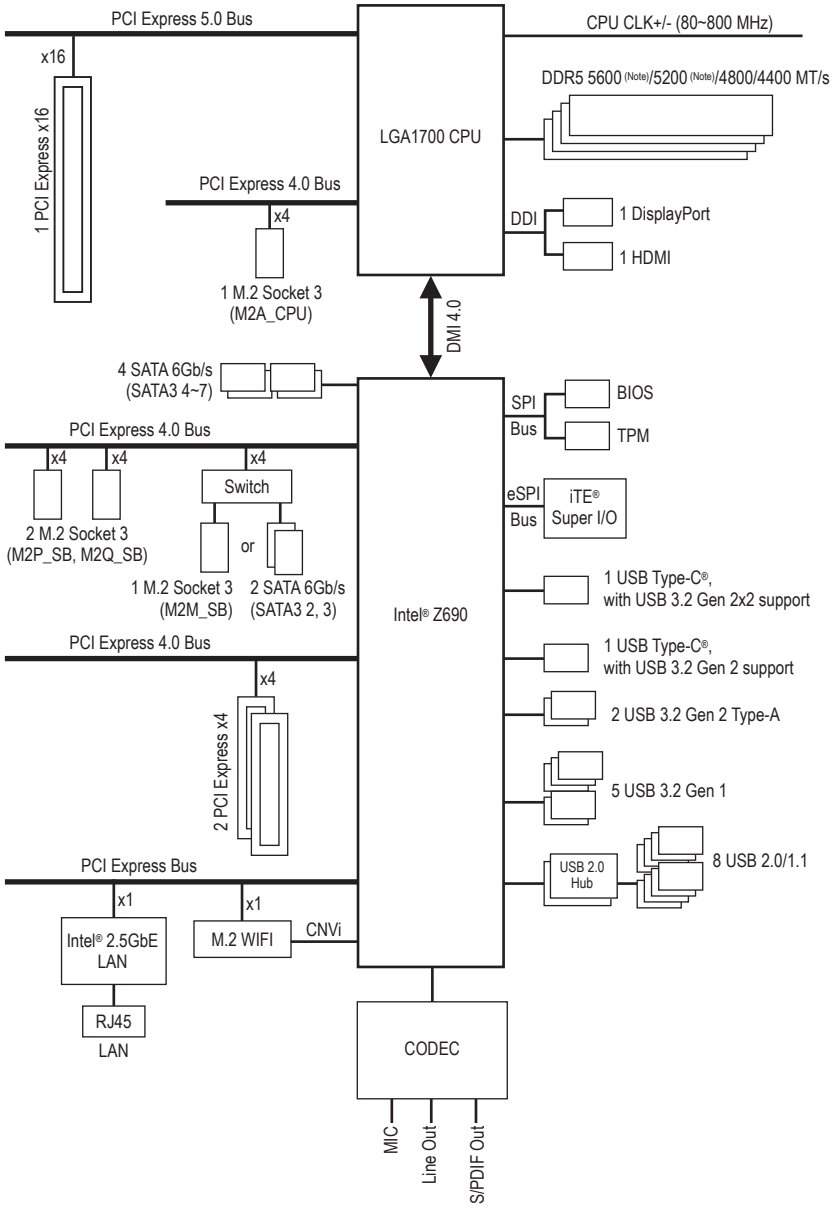 PCI Express 5.0 Bus
CPU CLK+/- (80~800 MHz)
x16
1 PCI Express x16
DDR5 5600 (Note)/5200 (Note)/4800/4400 MT/s
LGA1700 CPU
PCI Express 4.0 Bus
x4
1 M.2 Socket 3
(M2A_CPU)
DDI
1 DisplayPort
1 HDMI
DMI 4.0
4 SATA 6Gb/s
(SATA3 4~7)
SPI
Bus
BIOS
TPM
PCI Express 4.0 Bus
x4
x4
x4
Switch
2 M.2 Socket 3
(M2P_SB, M2Q_SB)
or
1 M.2 Socket 3
(M2M_SB)
2 SATA 6Gb/s
(SATA3 2, 3)
eSPI
Bus
iTE®
Super I/O
Intel® Z690
1 USB Type-C®,
with USB 3.2 Gen 2x2 support
PCI Express 4.0 Bus
x4
2 PCI Express x4
1 USB Type-C®,
with USB 3.2 Gen 2 support
2 USB 3.2 Gen 2 Type-A
5 USB 3.2 Gen 1
PCI Express Bus
x1
x1
USB 2.0
Hub
8 USB 2.0/1.1
Intel® 2.5GbE
LAN
M.2 WIFI
CNVi
RJ45
LAN
CODEC
MIC
Line Out
S/PDIF Out